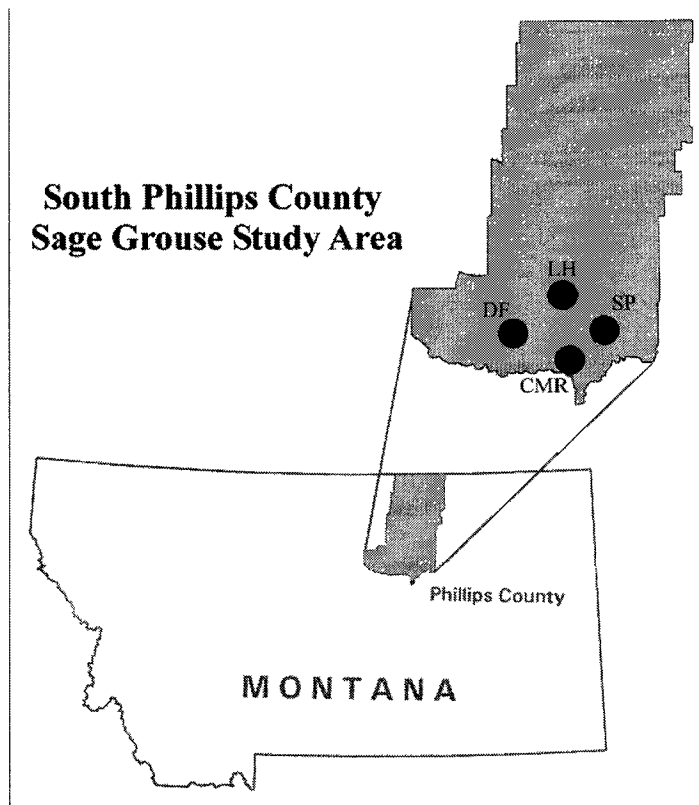 South Phillips County
Sage Grouse Study Area
LH
DF
SP
CMR
Phillips County
MONTANA